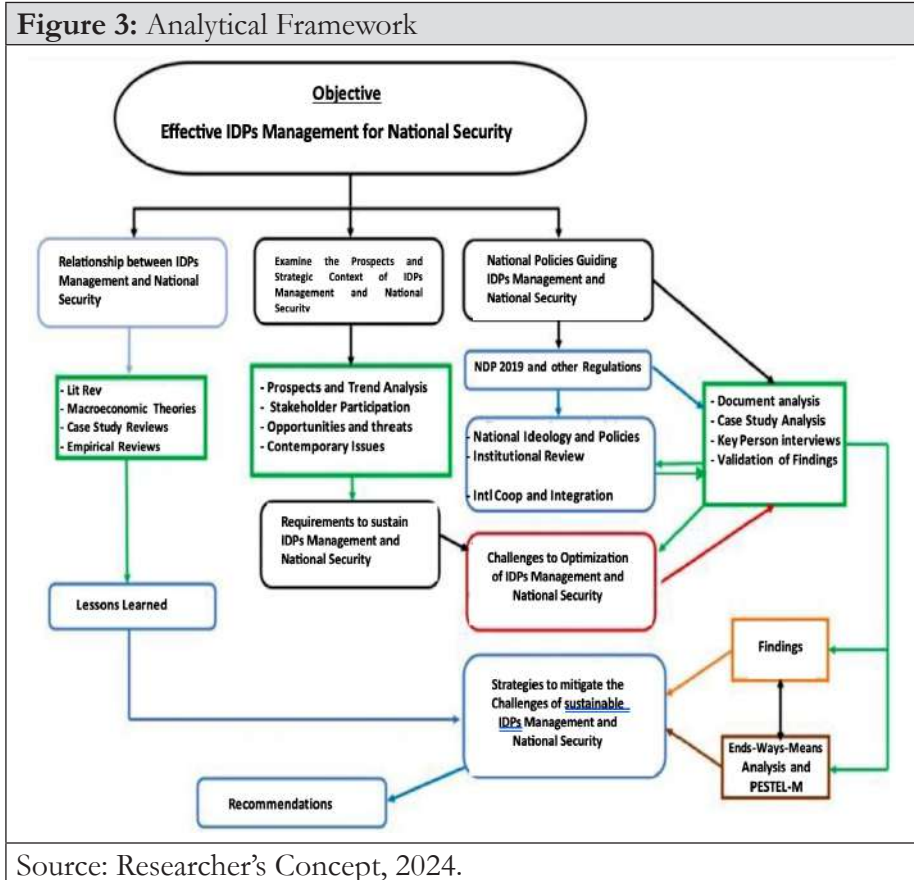 Figure 3: Analytical Framework
Objective
Effective IDPs Management for National Security
Relationship between IDPs
Management and National
Security
Examine the Prospects and
Strategic Context of IDPs
Management and National
Security
National Policies Guiding
IDPs Management and
National Security
- Lit Rev
- Macroeconomic Theories
- Case Study Reviews
- Empirical Reviews
- Prospects and Trend Analysis
- Stakeholder Participation
- Opportunities and threats
- Contemporary Issues
NDP 2019 and other Regulations
- National Ideology and Policies
- Institutional Review
- Intl Coop and Integration
- Document analysis
- Case Study Analysis
- Key Person interviews
- Validation of Findings
Requirements to sustain
IDPs Management and
National Security
Challenges to Optimization
of IDPs Management and
National Security
Lessons Learned
Strategies to mitigate the
Challenges of sustainable
IDPs Management and
National Security
Findings
Ends-Ways-Means
Analysis and
PESTEL-M
Recommendations
Source: Researcher's Concept, 2024.